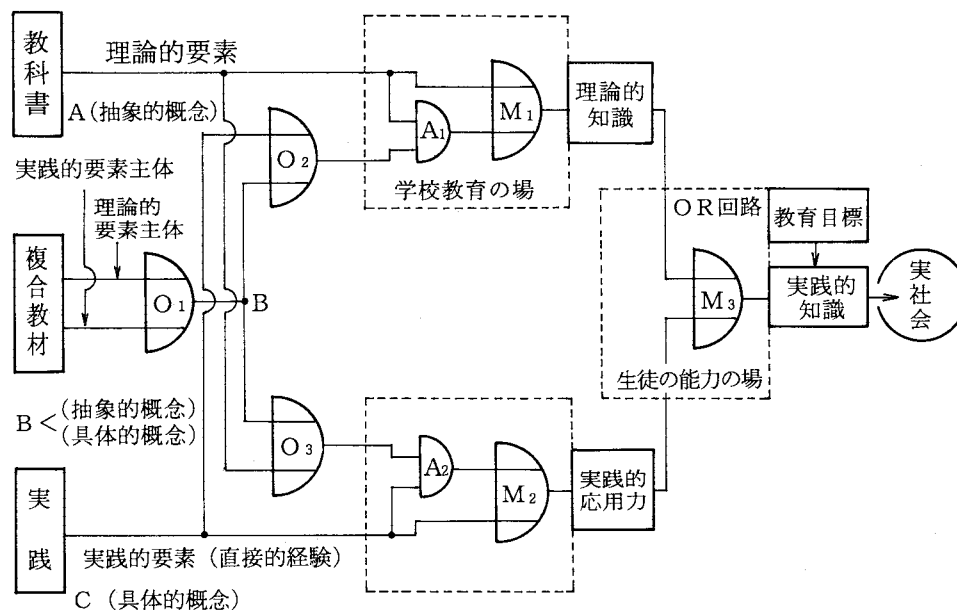 教科書
理論的要素
A(抽象的概念)
実践的要素主体
理論的
要素主体
複合教材
O1
B
O2
O3
B<(抽象的概念)
(具体的概念)
実践
実践的要素(直接的経験)
C (具体的概念)
A1
M1
学校教育の場
理論的
知識
A2
M2
実践的
応用力
OR回路
M3
生徒の能力の場
教育目標
実践的
知識
実社会